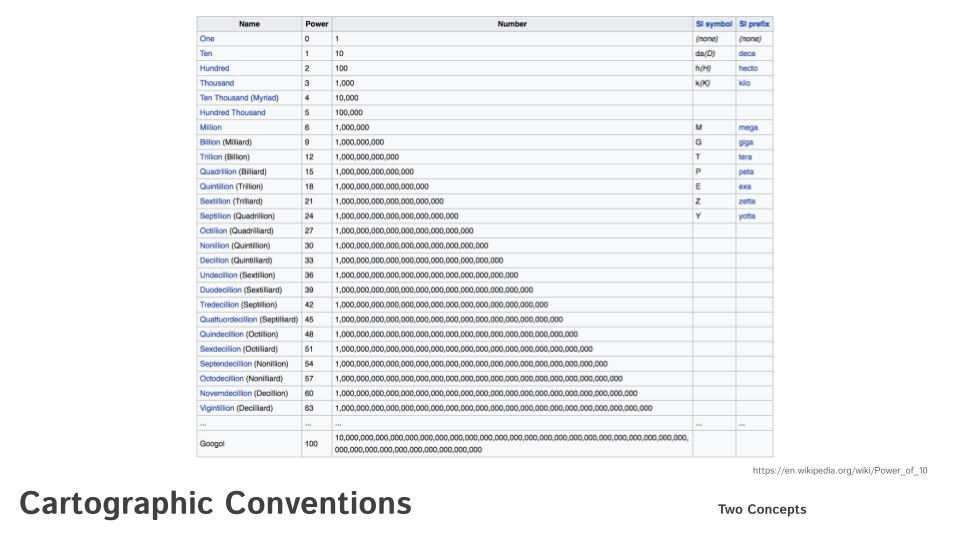 Name Power Number SI symbol SI prefix
One 0 1 (none) (none)
Ten 1 10 da(D) deca
Hundred 2 100 h(H) hecto
Thousand 3 1,000 k(K) kilo
Ten Thousand (Myriad) 4 10,000
Hundred Thousand 5 100,000
Million 6 1,000,000 M mega
Billion (Milliard) 9 1,000,000,000 G giga
Trillion (Billion) 12 1,000,000,000,000 T tera
Quadrillion (Billiard) 15 1,000,000,000,000,000 P peta
Quintillion (Trillion) 18 1,000,000,000,000,000,000 E exa
Sextillion (Trilliard) 21 1,000,000,000,000,000,000,000 Z zetta
Septillion (Quadrillion) 24 1,000,000,000,000,000,000,000,000 Y yotta
Octillion (Quadrilliard) 27 1,000,000,000,000,000,000,000,000,000
Nonillion (Quintillion) 30 1,000,000,000,000,000,000,000,000,000,000
Decillion (Quintilliard) 33 1,000,000,000,000,000,000,000,000,000,000,000
Undecillion (Sextillion) 36 1,000,000,000,000,000,000,000,000,000,000,000,000
Duodecillion (Sextilliard) 39 1,000,000,000,000,000,000,000,000,000,000,000,000,000
Tredecillion (Septillion) 42 1,000,000,000,000,000,000,000,000,000,000,000,000,000,000
Quattuordecillion (Septilliard) 45 1,000,000,000,000,000,000,000,000,000,000,000,000,000,000,000
Quindecillion (Octillion) 48 1,000,000,000,000,000,000,000,000,000,000,000,000,000,000,000,000
Sexdecillion (Octilliard) 51 1,000,000,000,000,000,000,000,000,000,000,000,000,000,000,000,000,000
Septendecillion (Nonillion) 54 1,000,000,000,000,000,000,000,000,000,000,000,000,000,000,000,000,000,000
Octodecillion (Nonilliard) 57 1,000,000,000,000,000,000,000,000,000,000,000,000,000,000,000,000,000,000,000
Novemdecillion (Decillion) 60 1,000,000,000,000,000,000,000,000,000,000,000,000,000,000,000,000,000,000,000,000
Vigintillion (Decilliard) 63 1,000,000,000,000,000,000,000,000,000,000,000,000,000,000,000,000,000,000,000,000,000
... ... ... ... ...
Googol 100 10,000,000,000,000,000,000,000,000,000,000,000,000,000,000,000,000,000,000,000,000,000,000,000,
000,000,000,000,000,000,000,000,000,000
https://en.wikipedia.org/wiki/Power_of_10
Cartographic Conventions
Two Concepts